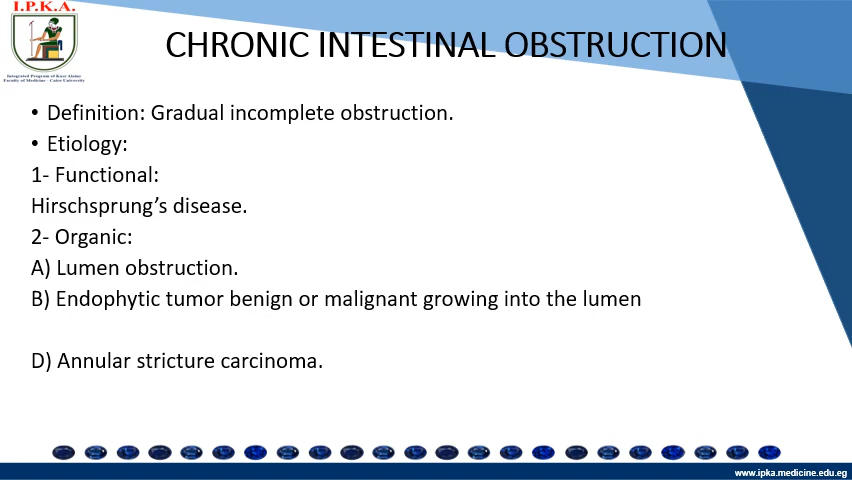 I.P.K.A.
Integrated Program of Kasr Alainy
Faculty of Medicine - Cairo University
CHRONIC INTESTINAL OBSTRUCTION
• Definition: Gradual incomplete obstruction.
• Etiology:
1- Functional:
Hirschsprung’s disease.
2- Organic:
A) Lumen obstruction.
B) Endophytic tumor benign or malignant growing into the lumen
D) Annular stricture carcinoma.
www.ipka.medicine.edu.eg